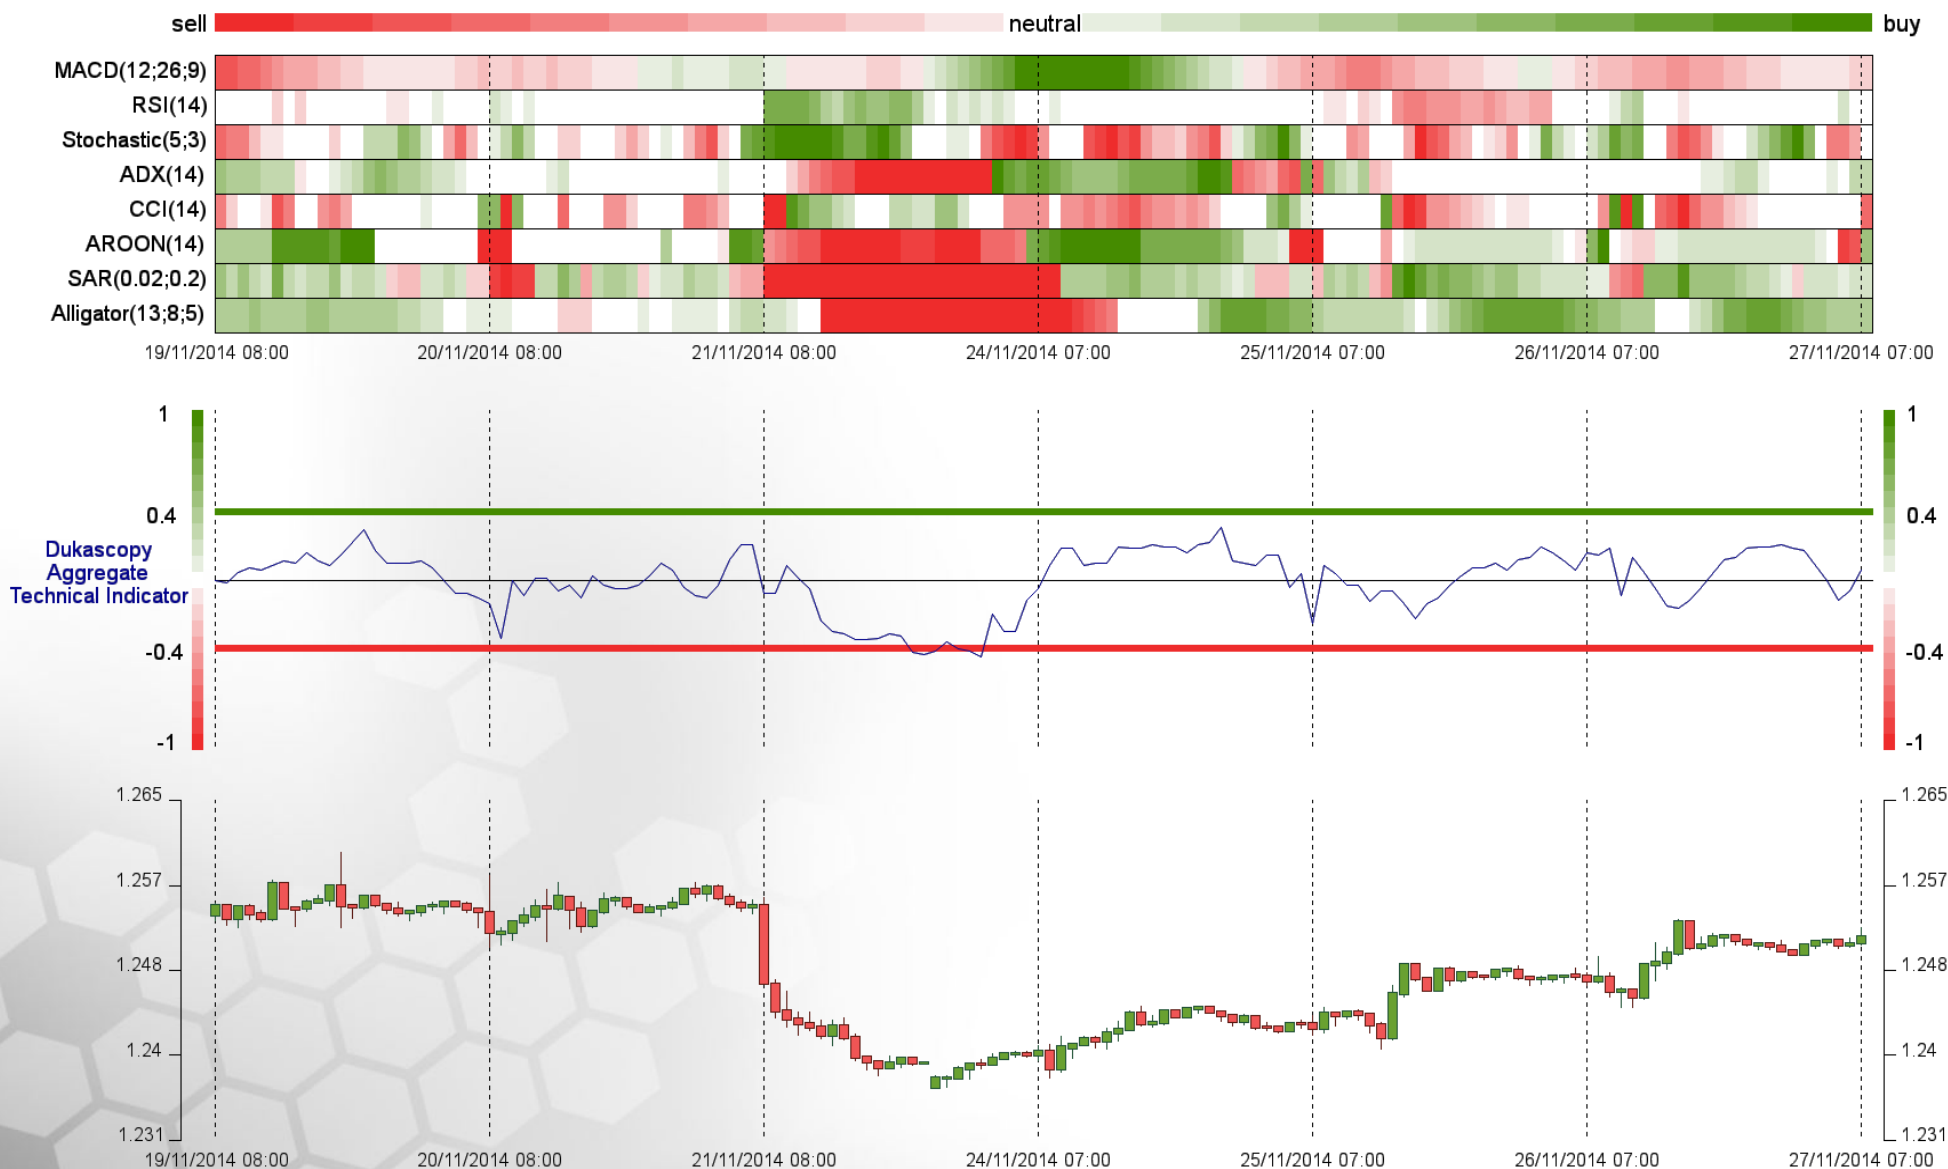 sell neutral buy
MACD(12;26;9)
RSI(14)
Stochastic(5;3)
ADX(14)
CCI(14)
AROON(14)
SAR(0.02;0.2)
Alligator(13;8;5)
19/11/2014 08:00 20/11/2014 08:00 21/11/2014 08:00 24/11/2014 07:00 25/11/2014 07:00 26/11/2014 07:00 27/11/2014 07:00
1 1
0.4 0.4
Dukascopy
Aggregate
Technical Indicator
-0.4 -0.4
-1 -1
1.265 1.265
1.257 1.257
1.248 1.248
1.24 1.24
1.231 1.231
19/11/2014 08:00 20/11/2014 08:00 21/11/2014 08:00 24/11/2014 07:00 25/11/2014 07:00 26/11/2014 07:00 27/11/2014 07:00